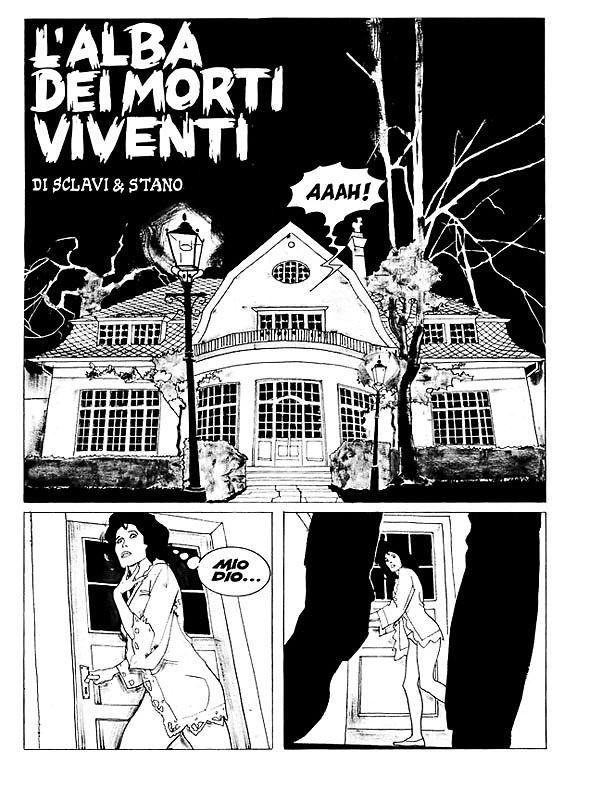 L'ALBA
DEI MORTI
VIVENTI
DI SCLAVI & STANO
AAAH!
MIO
DIO...